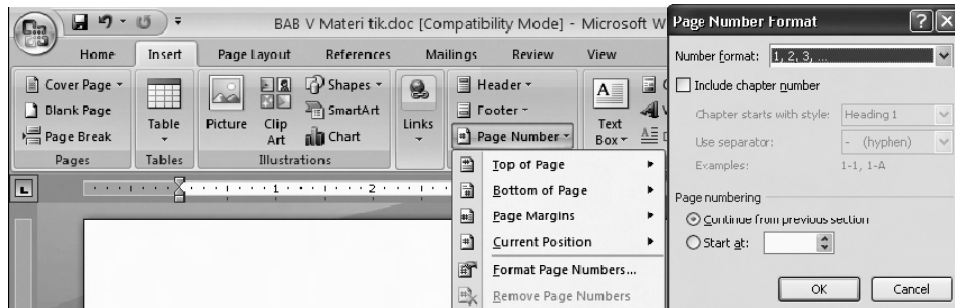 BAB V Materi tik.doc [Compatibility Mode] - Microsoft W
Home Insert Page Layout References Mailings Review View
Cover Page
Blank Page
Page Break
Pages
Table
Tables
Picture
Clip Art
Shapes
SmartArt
Chart
Illustrations
Links
Header
Footer
Page Number
A
Text Box
L
1 2
Top of Page
Bottom of Page
Page Margins
Current Position
Format Page Numbers...
Remove Page Numbers
Page Number Format
Number format: 1, 2, 3, ...
Include chapter number
Chapter starts with style: Heading 1
Use separator: - (hyphen)
Examples: 1-1, 1-A
Page numbering
Continue from previous section
Start at:
OK Cancel